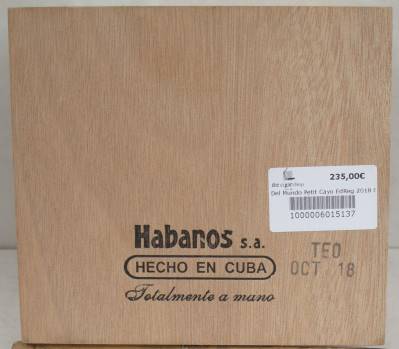 235,00€
Del Mundo Petit Cayo EdReg 2018
1000006015137
Habanos s.a.
HECHO EN CUBA
Totalmente a mano
TEO
OCT 18